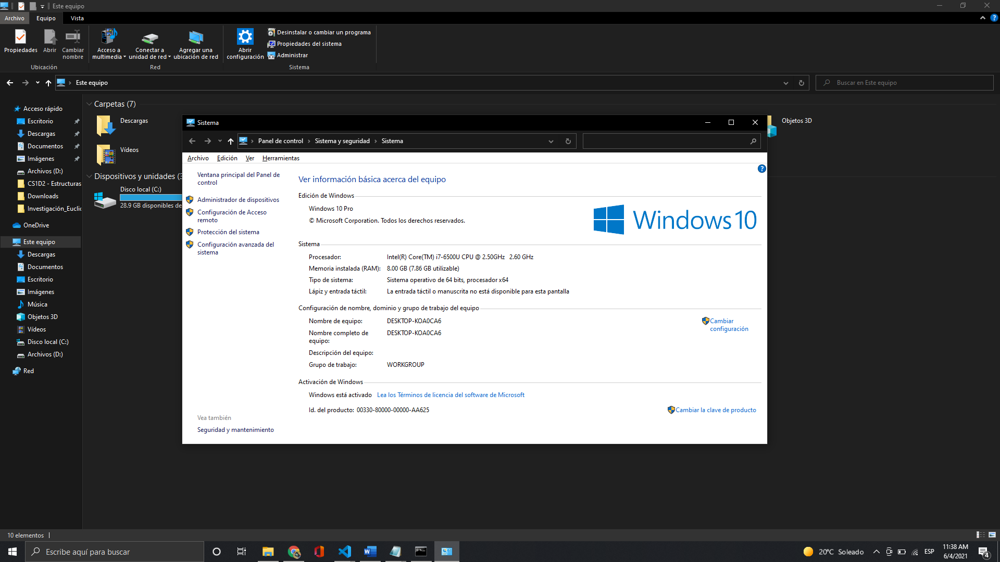 Este equipo
Archivo Equipo Vista
Propiedades Abrir Cambiar nombre
Ubicación
Acceso a multimedia Conectar a unidad de red Agregar una ubicación de red
Red
Abrir configuración
Desinstalar o cambiar un programa
Propiedades del sistema
Administrar
Sistema
Este equipo
Buscar en Este equipo
Acceso rápido
Escritorio
Descargas
Documentos
Imágenes
Archivos (D:)
CS1D2 - Estructuras
Downloads
Investigación_Euclid
OneDrive
Este equipo
Descargas
Documentos
Escritorio
Imágenes
Música
Objetos 3D
Vídeos
Disco local (C:)
Archivos (D:)
Red
Carpetas (7)
Descargas
Vídeos
Objetos 3D
Dispositivos y unidades (3
Disco local (C:)
28.9 GB disponibles de
Sistema
Panel de control Sistema y seguridad Sistema
Archivo Edición Ver Herramientas
Ventana principal del Panel de
control
Administrador de dispositivos
Configuración de Acceso
remoto
Protección del sistema
Configuración avanzada del
sistema
Vea también
Seguridad y mantenimiento
Ver información básica acerca del equipo
Edición de Windows
Windows 10 Pro
© Microsoft Corporation. Todos los derechos reservados.
Windows 10
Sistema
Procesador: Intel(R) Core(TM) i7-6500U CPU @ 2.50GHz 2.60 GHz
Memoria instalada (RAM): 8.00 GB (7.86 GB utilizable)
Tipo de sistema: Sistema operativo de 64 bits, procesador x64
Lápiz y entrada táctil: La entrada táctil o manuscrita no está disponible para esta pantalla
Configuración de nombre, dominio y grupo de trabajo del equipo
Nombre de equipo: DESKTOP-KOA0CA6
Cambiar
configuración
Nombre completo de DESKTOP-KOA0CA6
equipo:
Descripción del equipo:
Grupo de trabajo: WORKGROUP
Activación de Windows
Windows está activado Lea los Términos de licencia del software de Microsoft
Id. del producto: 00330-80000-00000-AA625
Cambiar la clave de producto
10 elementos
Escribe aquí para buscar
20°C Soleado
ESP
11:38 AM
6/4/2021
4